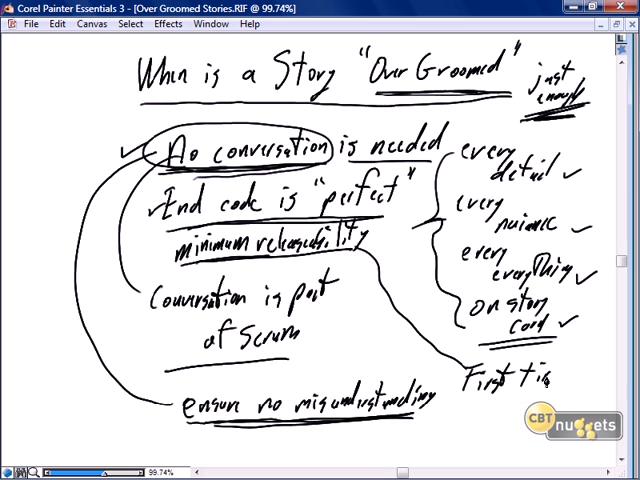 Corel Painter Essentials 3 - [Over Groomed Stories.RIF @ 99.74%]
File Edit Canvas Select Effects Window Help
When is a Story "Over Groomed"
just
enough
No conversation is needed
End code is "perfect"
minimum releasability
Conversation is part
of Scrum
ensure no misunderstanding
every
detail
every
nuance
every
everything
on story
card
First tim
CBT
nuggets
99.74%